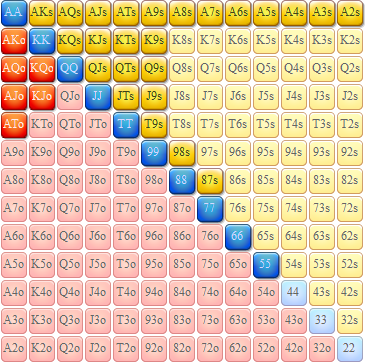 AA AKs AQs AJs ATs A9s A8s A7s A6s A5s A4s A3s A2s
AKo KK KQs KJs KTs K9s K8s K7s K6s K5s K4s K3s K2s
AQo KQo QQ QJs QTs Q9s Q8s Q7s Q6s Q5s Q4s Q3s Q2s
AJo KJo QJo JJ JTs J9s J8s J7s J6s J5s J4s J3s J2s
ATo KTo QTo JTo TT T9s T8s T7s T6s T5s T4s T3s T2s
A9o K9o Q9o J9o T9o 99 98s 97s 96s 95s 94s 93s 92s
A8o K8o Q8o J8o T8o 98o 88 87s 86s 85s 84s 83s 82s
A7o K7o Q7o J7o T7o 97o 87o 77 76s 75s 74s 73s 72s
A6o K6o Q6o J6o T6o 96o 86o 76o 66 65s 64s 63s 62s
A5o K5o Q5o J5o T5o 95o 85o 75o 65o 55 54s 53s 52s
A4o K4o Q4o J4o T4o 94o 84o 74o 64o 54o 44 43s 42s
A3o K3o Q3o J3o T3o 93o 83o 73o 63o 53o 43o 33 32s
A2o K2o Q2o J2o T2o 92o 82o 72o 62o 52o 42o 32o 22